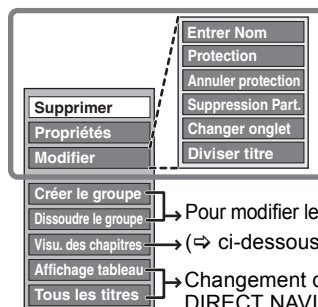 Entrer Nom
Protection
Annuler protection
Suppression Part.
Changer onglet
Diviser titre
Supprimer
Propriétés
Modifier
Créer le groupe
Dissoudre le groupe
Visu. des chapitres
Affichage tableau
Tous les titres
Pour modifier le
(⇨ ci-dessous
Changement
DIRECT NAVI